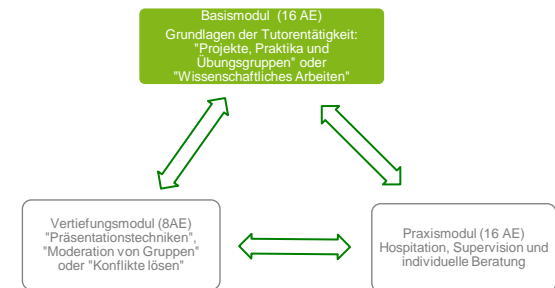 Basismodul (16 AE)
Grundlagen der Tutorentätigkeit:
"Projekte, Praktika und
Übungsgruppen" oder
"Wissenschaftliches Arbeiten"
Vertiefungsmodul (8AE)
"Präsentationstechniken",
"Moderation von Gruppen"
oder "Konflikte lösen"
Praxismodul (16 AE)
Hospitation, Supervision und
individuelle Beratung